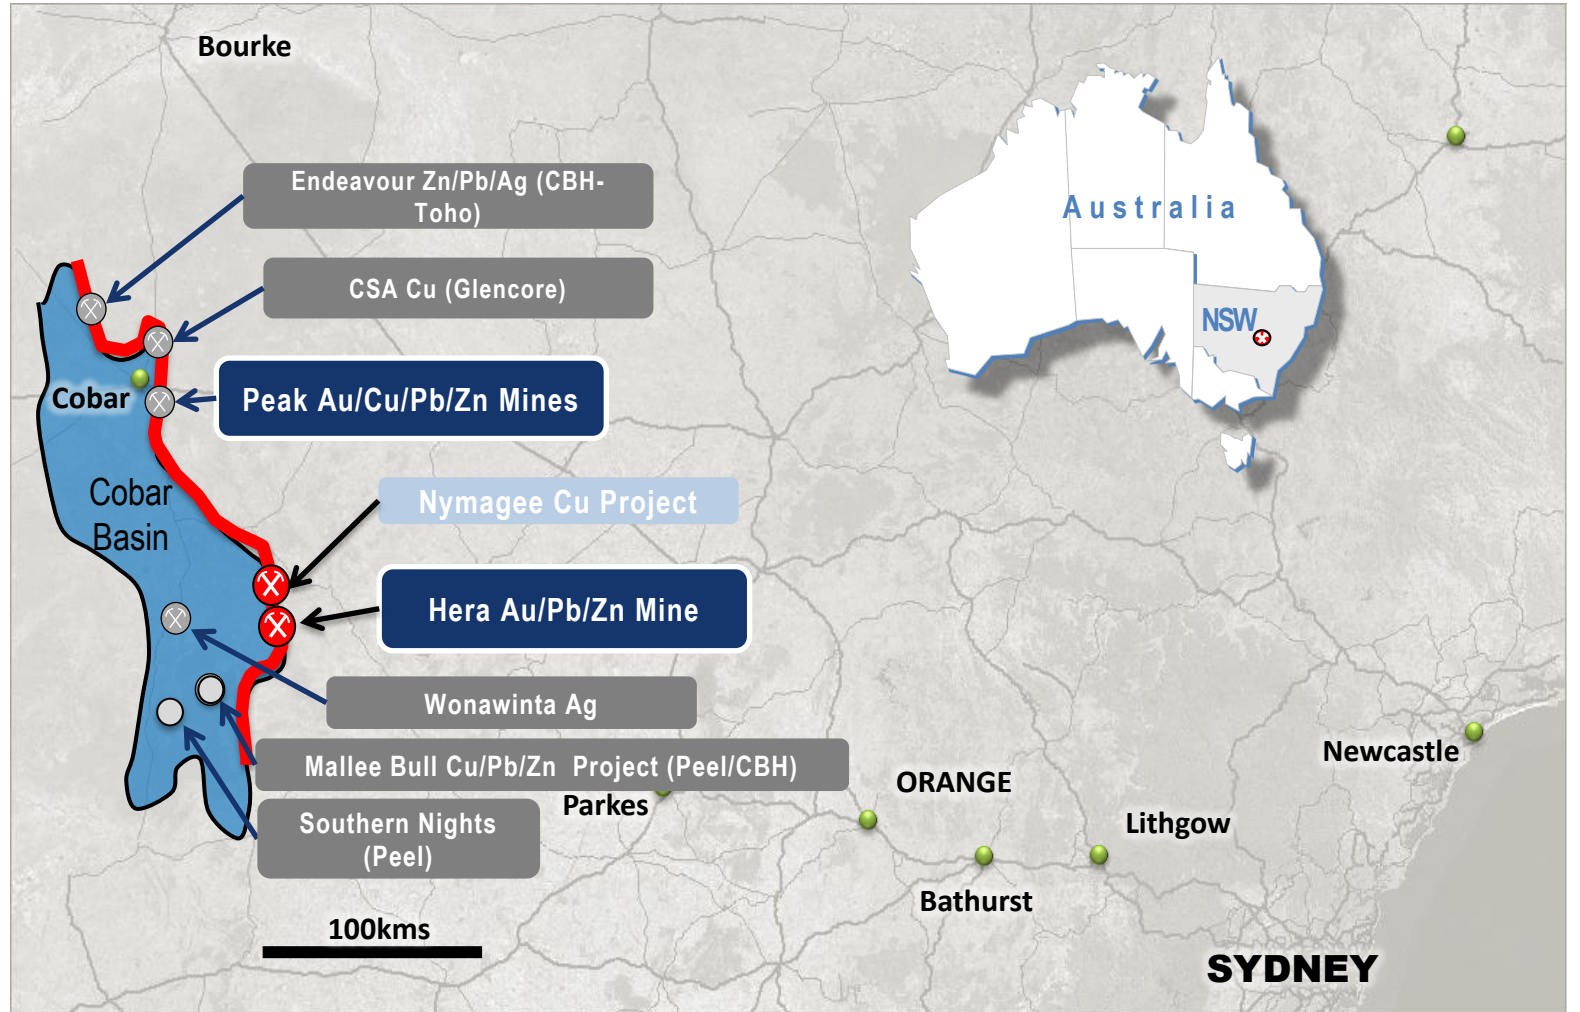 Bourke
Endeavour Zn/Pb/Ag (CBH-
Toho)
Australia
CSA Cu (Glencore)
NSW
Cobar
Peak Au/Cu/Pb/Zn Mines
Cobar
Basin
Nymagee Cu Project
Hera Au/Pb/Zn Mine
Wonawinta Ag
Mallee Bull Cu/Pb/Zn Project (Peel/CBH)
Newcastle
ORANGE
Parkes
Southern Nights
(Peel)
Lithgow
Bathurst
100kms
SYDNEY